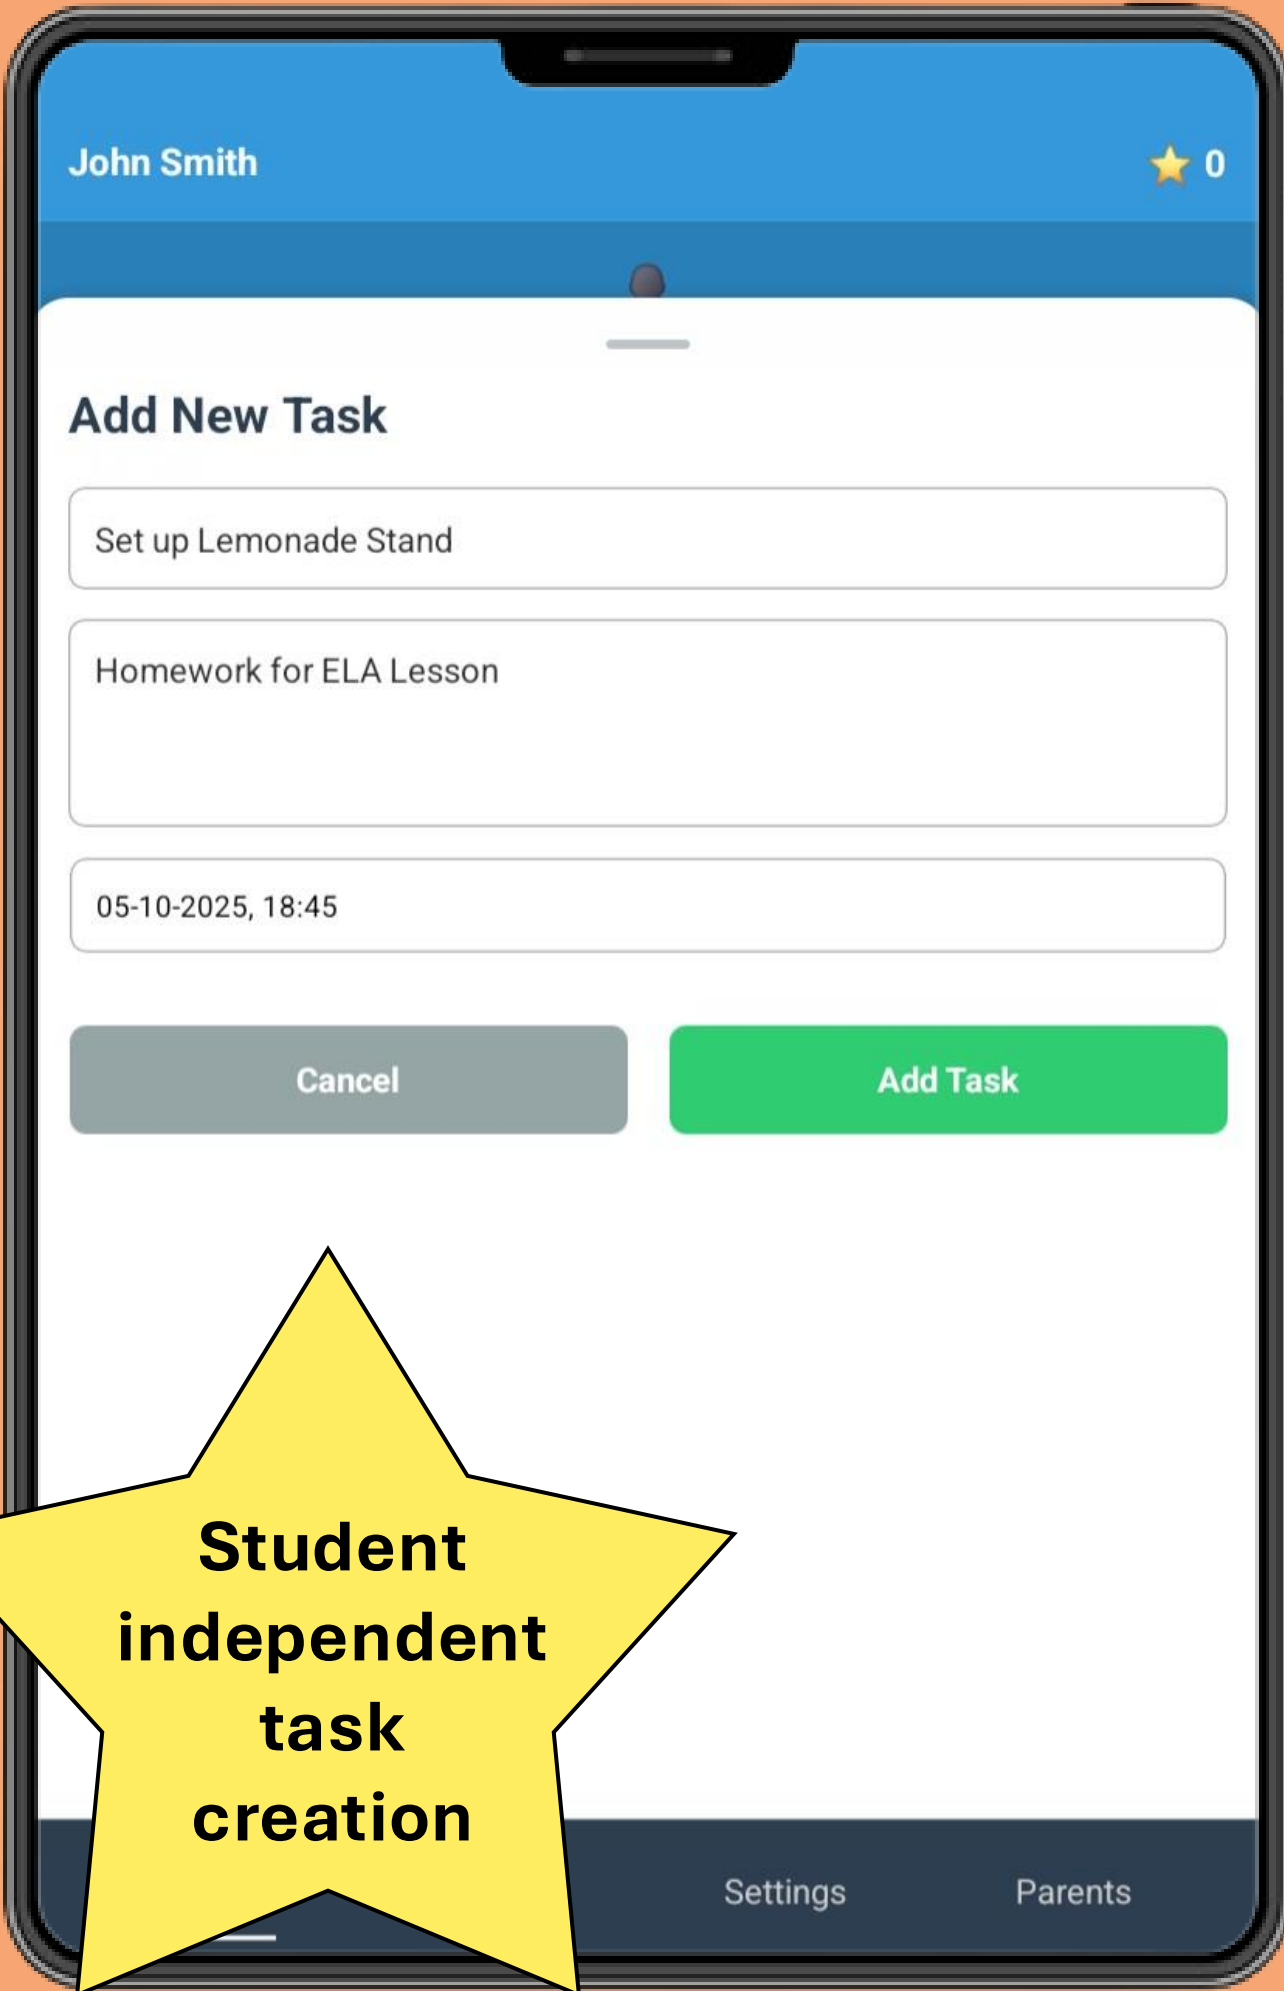 John Smith
0
Add New Task
Set up Lemonade Stand
Homework for ELA Lesson
05-10-2025, 18:45
Cancel
Add Task
Student
independent
task
creation
Settings
Parents